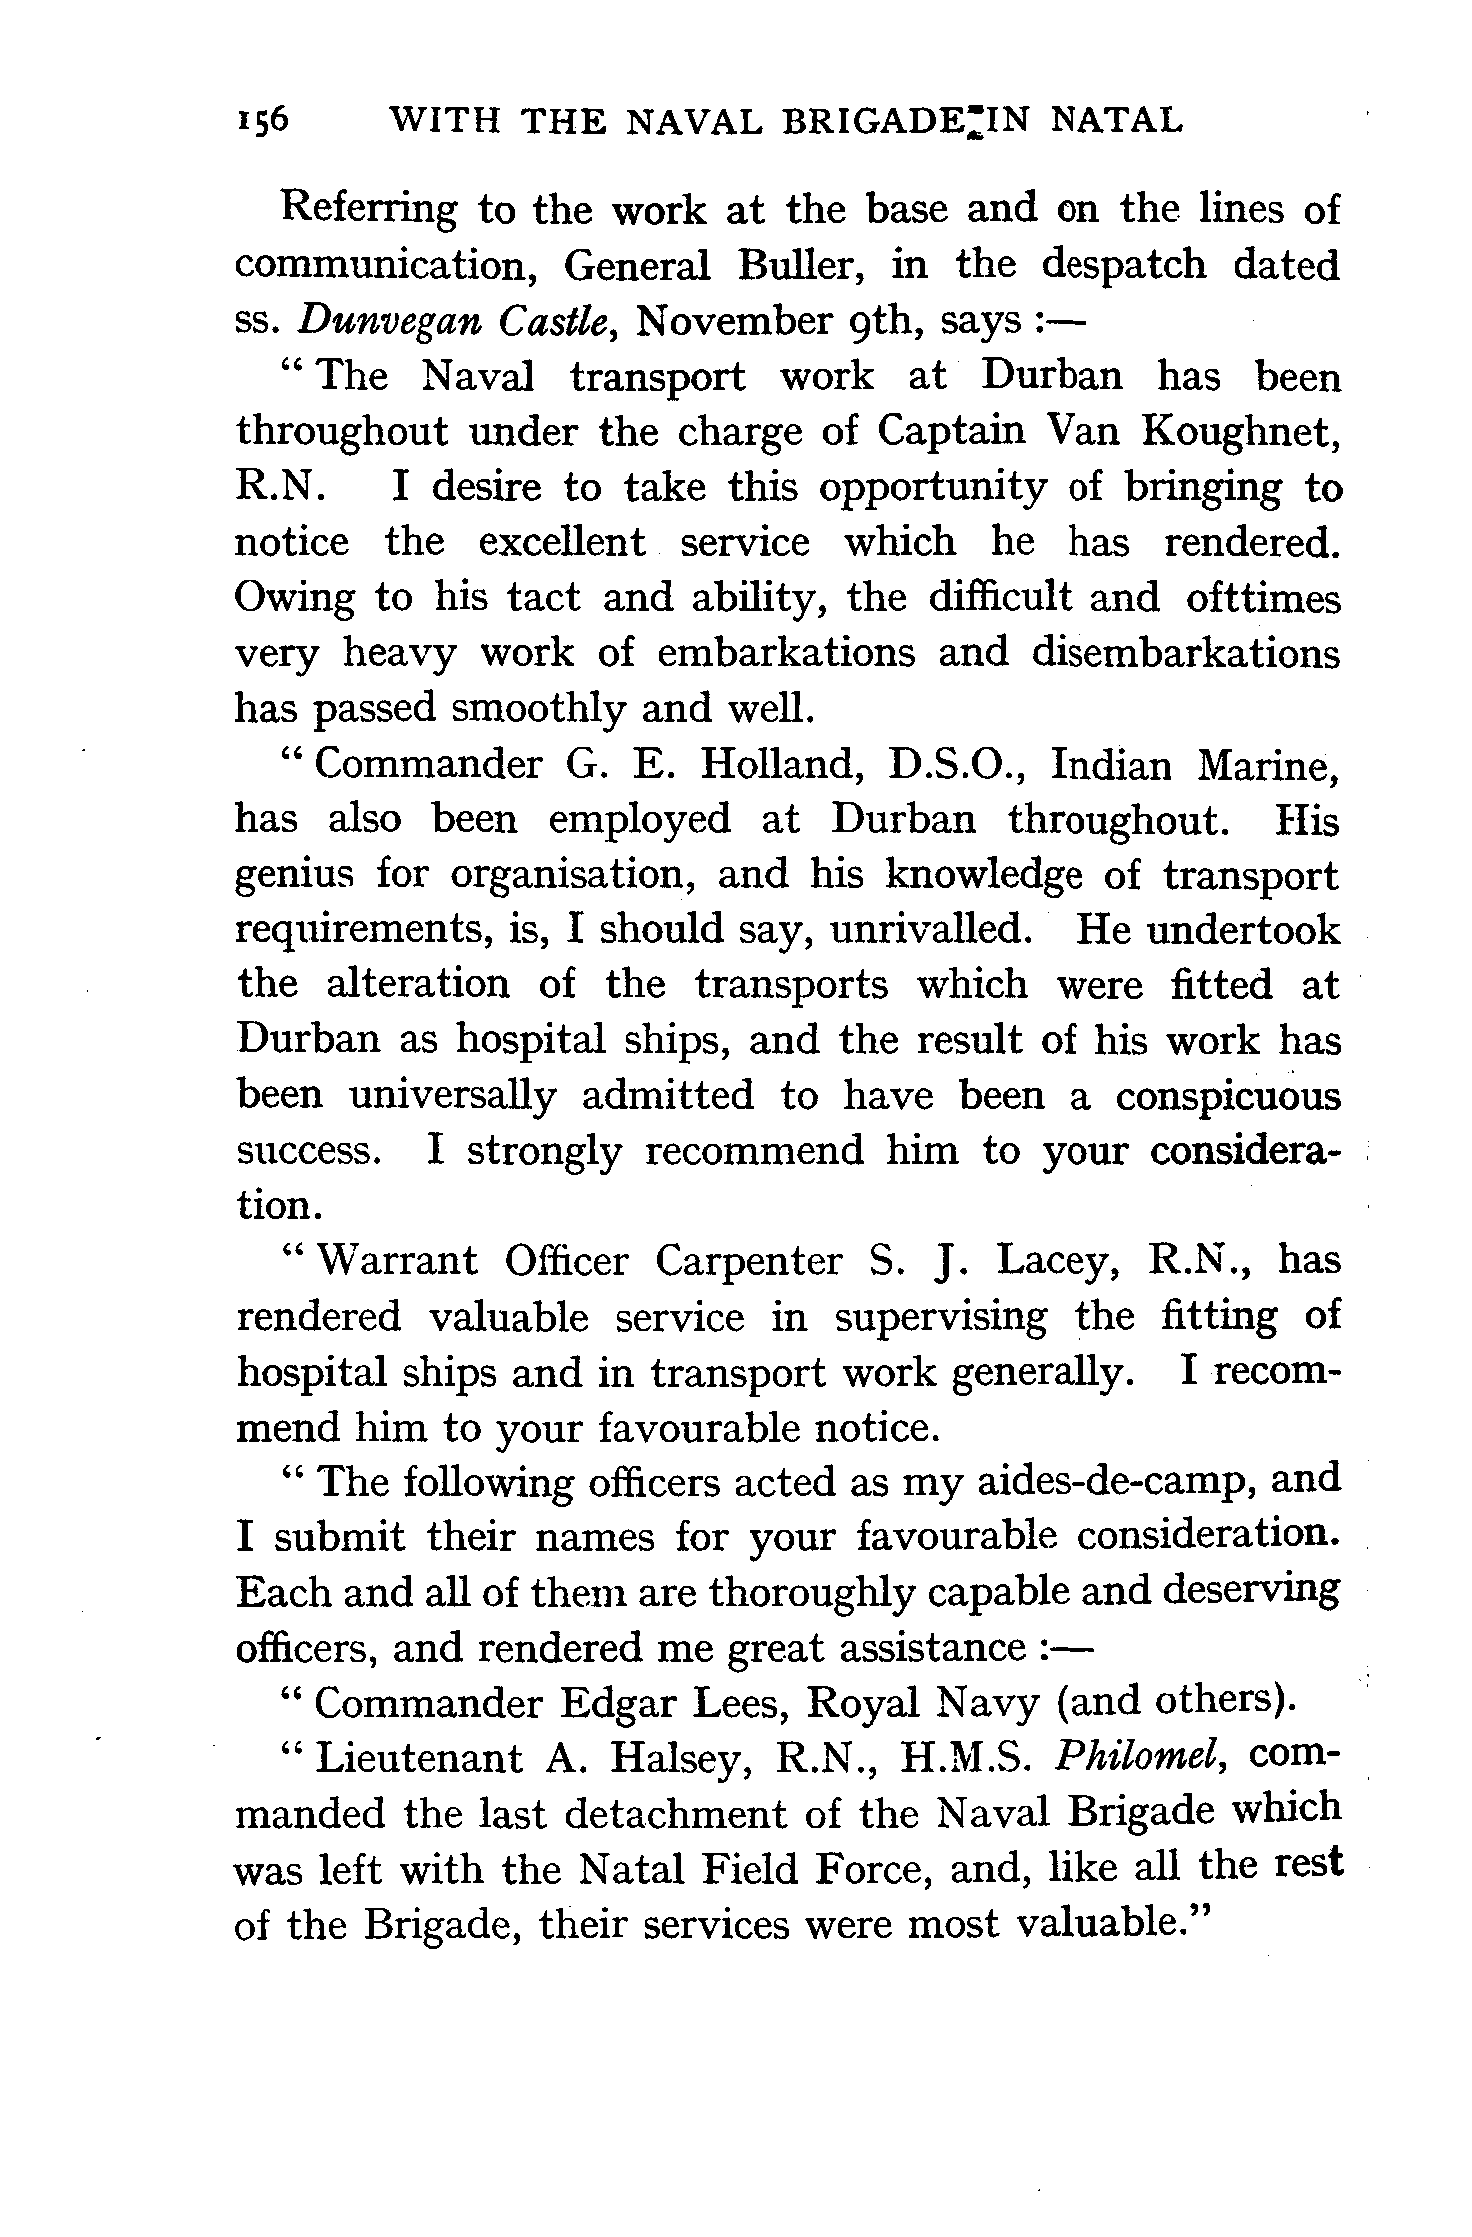 156 WITH THE NAVAL BRIGADE IN NATAL
Referring to the work at the base and on the lines of
communication, General Buller, in the despatch dated
ss. Dunvegan Castle, November 9th, says :—
“ The Naval transport work at Durban has been
throughout under the charge of Captain Van Koughnet,
R.N. I desire to take this opportunity of bringing to
notice the excellent service which he has rendered.
Owing to his tact and ability, the difficult and ofttimes
very heavy work of embarkations and disembarkations
has passed smoothly and well.
“ Commander G. E. Holland, D.S.O., Indian Marine,
has also been employed at Durban throughout. His
genius for organisation, and his knowledge of transport
requirements, is, I should say, unrivalled. He undertook
the alteration of the transports which were fitted at
Durban as hospital ships, and the result of his work has
been universally admitted to have been a conspicuous
success. I strongly recommend him to your considera-
tion.
“ Warrant Officer Carpenter S. J. Lacey, R.N., has
rendered valuable service in supervising the fitting of
hospital ships and in transport work generally. I recom-
mend him to your favourable notice.
“ The following officers acted as my aides-de-camp, and
I submit their names for your favourable consideration.
Each and all of them are thoroughly capable and deserving
officers, and rendered me great assistance :—
“ Commander Edgar Lees, Royal Navy (and others).
“ Lieutenant A. Halsey, R.N., H.M.S. Philomel, com-
manded the last detachment of the Naval Brigade which
was left with the Natal Field Force, and, like all the rest
of the Brigade, their services were most valuable.”